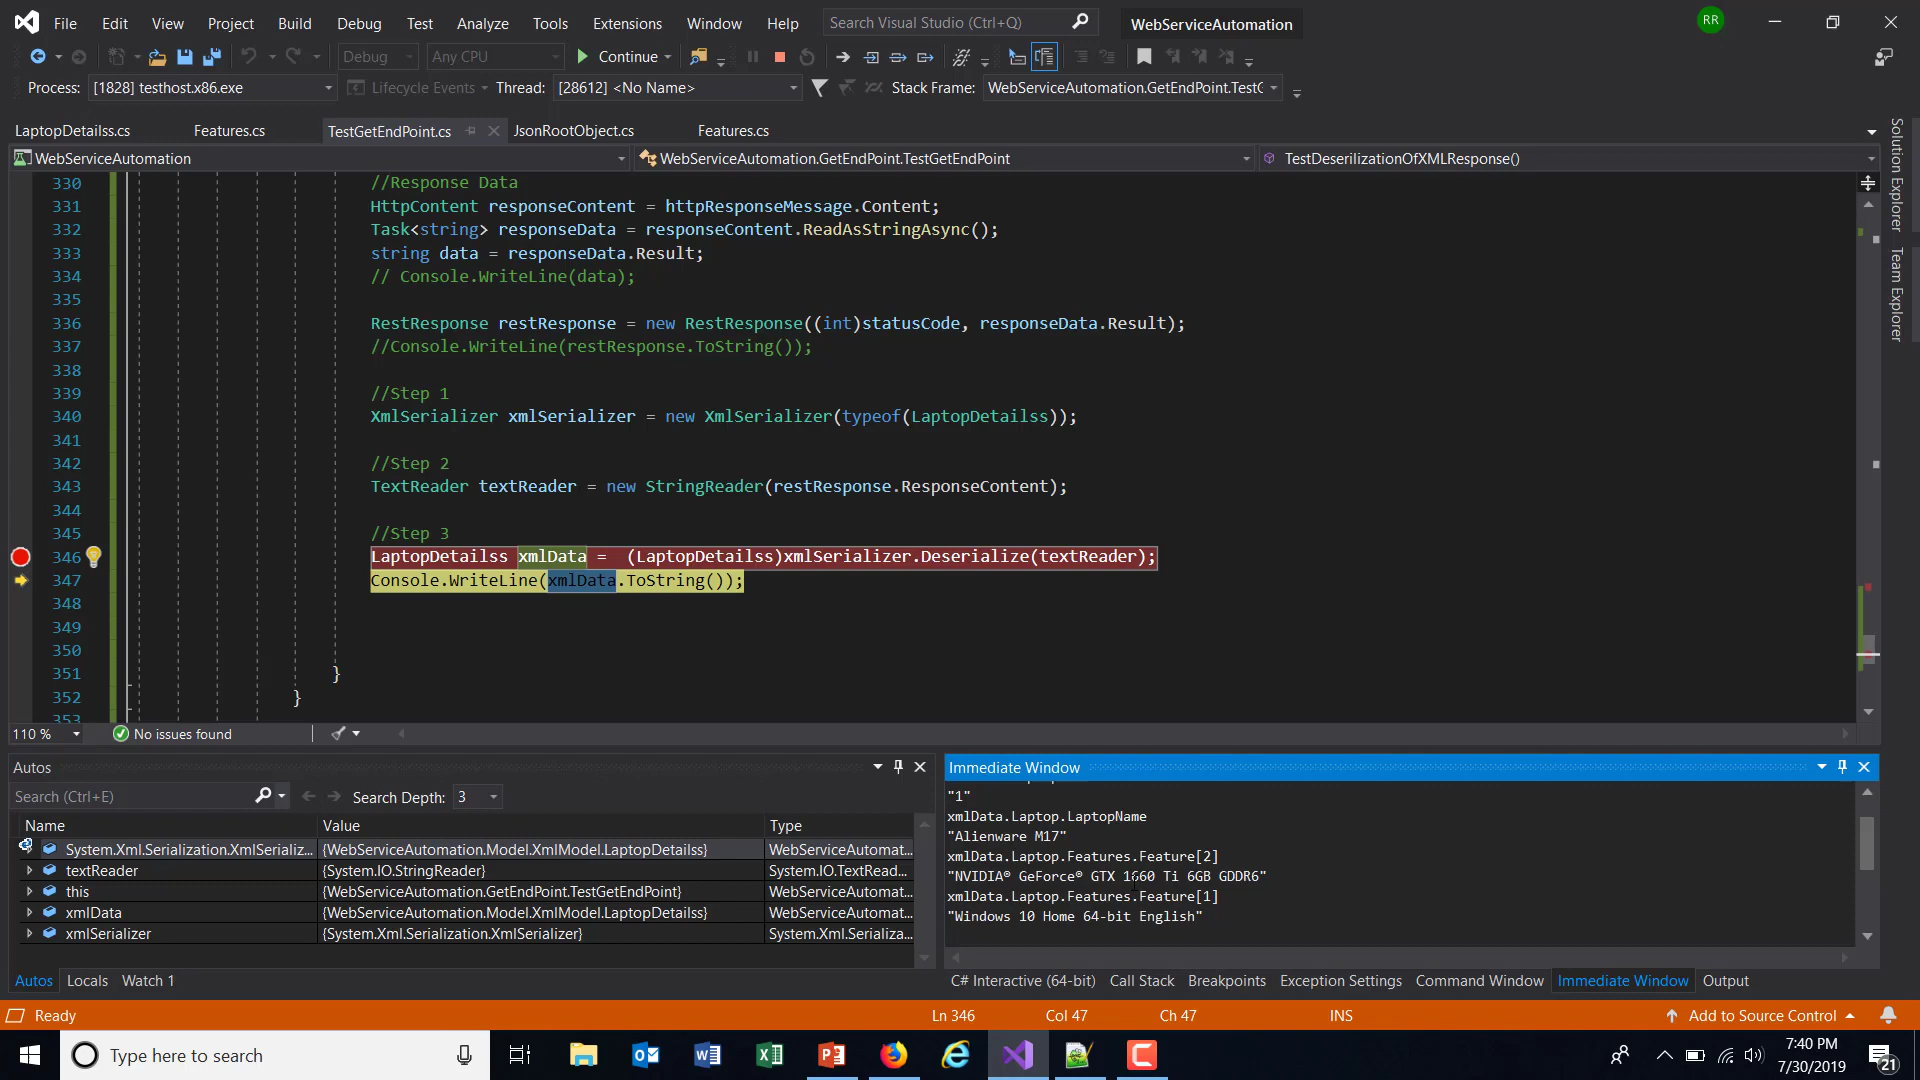 File Edit View Project Build Debug Test Analyze Tools Extensions Window Help Search Visual Studio (Ctrl+Q) WebServiceAutomation RR
Debug Any CPU Continue
Process: [1828] testhost.x86.exe Lifecycle Events Thread: [28612] <No Name> Stack Frame: WebServiceAutomation.GetEndPoint.TestG
LaptopDetailss.cs Features.cs TestGetEndPoint.cs JsonRootObject.cs Features.cs
WebServiceAutomation WebServiceAutomation.GetEndPoint.TestGetEndPoint TestDeserilizationOfXMLResponse()
330 //Response Data
331 HttpContent responseContent = httpResponseMessage.Content;
332 Task<string> responseData = responseContent.ReadAsStringAsync();
333 string data = responseData.Result;
334 // Console.WriteLine(data);
335
336 RestResponse restResponse = new RestResponse((int)statusCode, responseData.Result);
337 //Console.WriteLine(restResponse.ToString());
338
339 //Step 1
340 XmlSerializer xmlSerializer = new XmlSerializer(typeof(LaptopDetailss));
341
342 //Step 2
343 TextReader textReader = new StringReader(restResponse.ResponseContent);
344
345 //Step 3
346 LaptopDetailss xmlData = (LaptopDetailss)xmlSerializer.Deserialize(textReader);
347 Console.WriteLine(xmlData.ToString());
348
349
350
351 }
352 }
353
110 % No issues found
Solution Explorer
Team Explorer
Autos
Search (Ctrl+E) Search Depth: 3
Name Value Type
System.Xml.Serialization.XmlSerializ... {WebServiceAutomation.Model.XmlModel.LaptopDetailss} WebServiceAutomat...
textReader {System.IO.StringReader} System.IO.TextRead...
this {WebServiceAutomation.GetEndPoint.TestGetEndPoint} WebServiceAutomat...
xmlData {WebServiceAutomation.Model.XmlModel.LaptopDetailss} WebServiceAutomat...
xmlSerializer {System.Xml.Serialization.XmlSerializer} System.Xml.Serializa...
Autos Locals Watch 1
Immediate Window
"1"
xmlData.Laptop.LaptopName
"Alienware M17"
xmlData.Laptop.Features.Feature[2]
"NVIDIA® GeForce® GTX 1660 Ti 6GB GDDR6"
xmlData.Laptop.Features.Feature[1]
"Windows 10 Home 64-bit English"
C# Interactive (64-bit) Call Stack Breakpoints Exception Settings Command Window Immediate Window Output
Ready Ln 346 Col 47 Ch 47 INS Add to Source Control
Type here to search
7:40 PM
7/30/2019
21